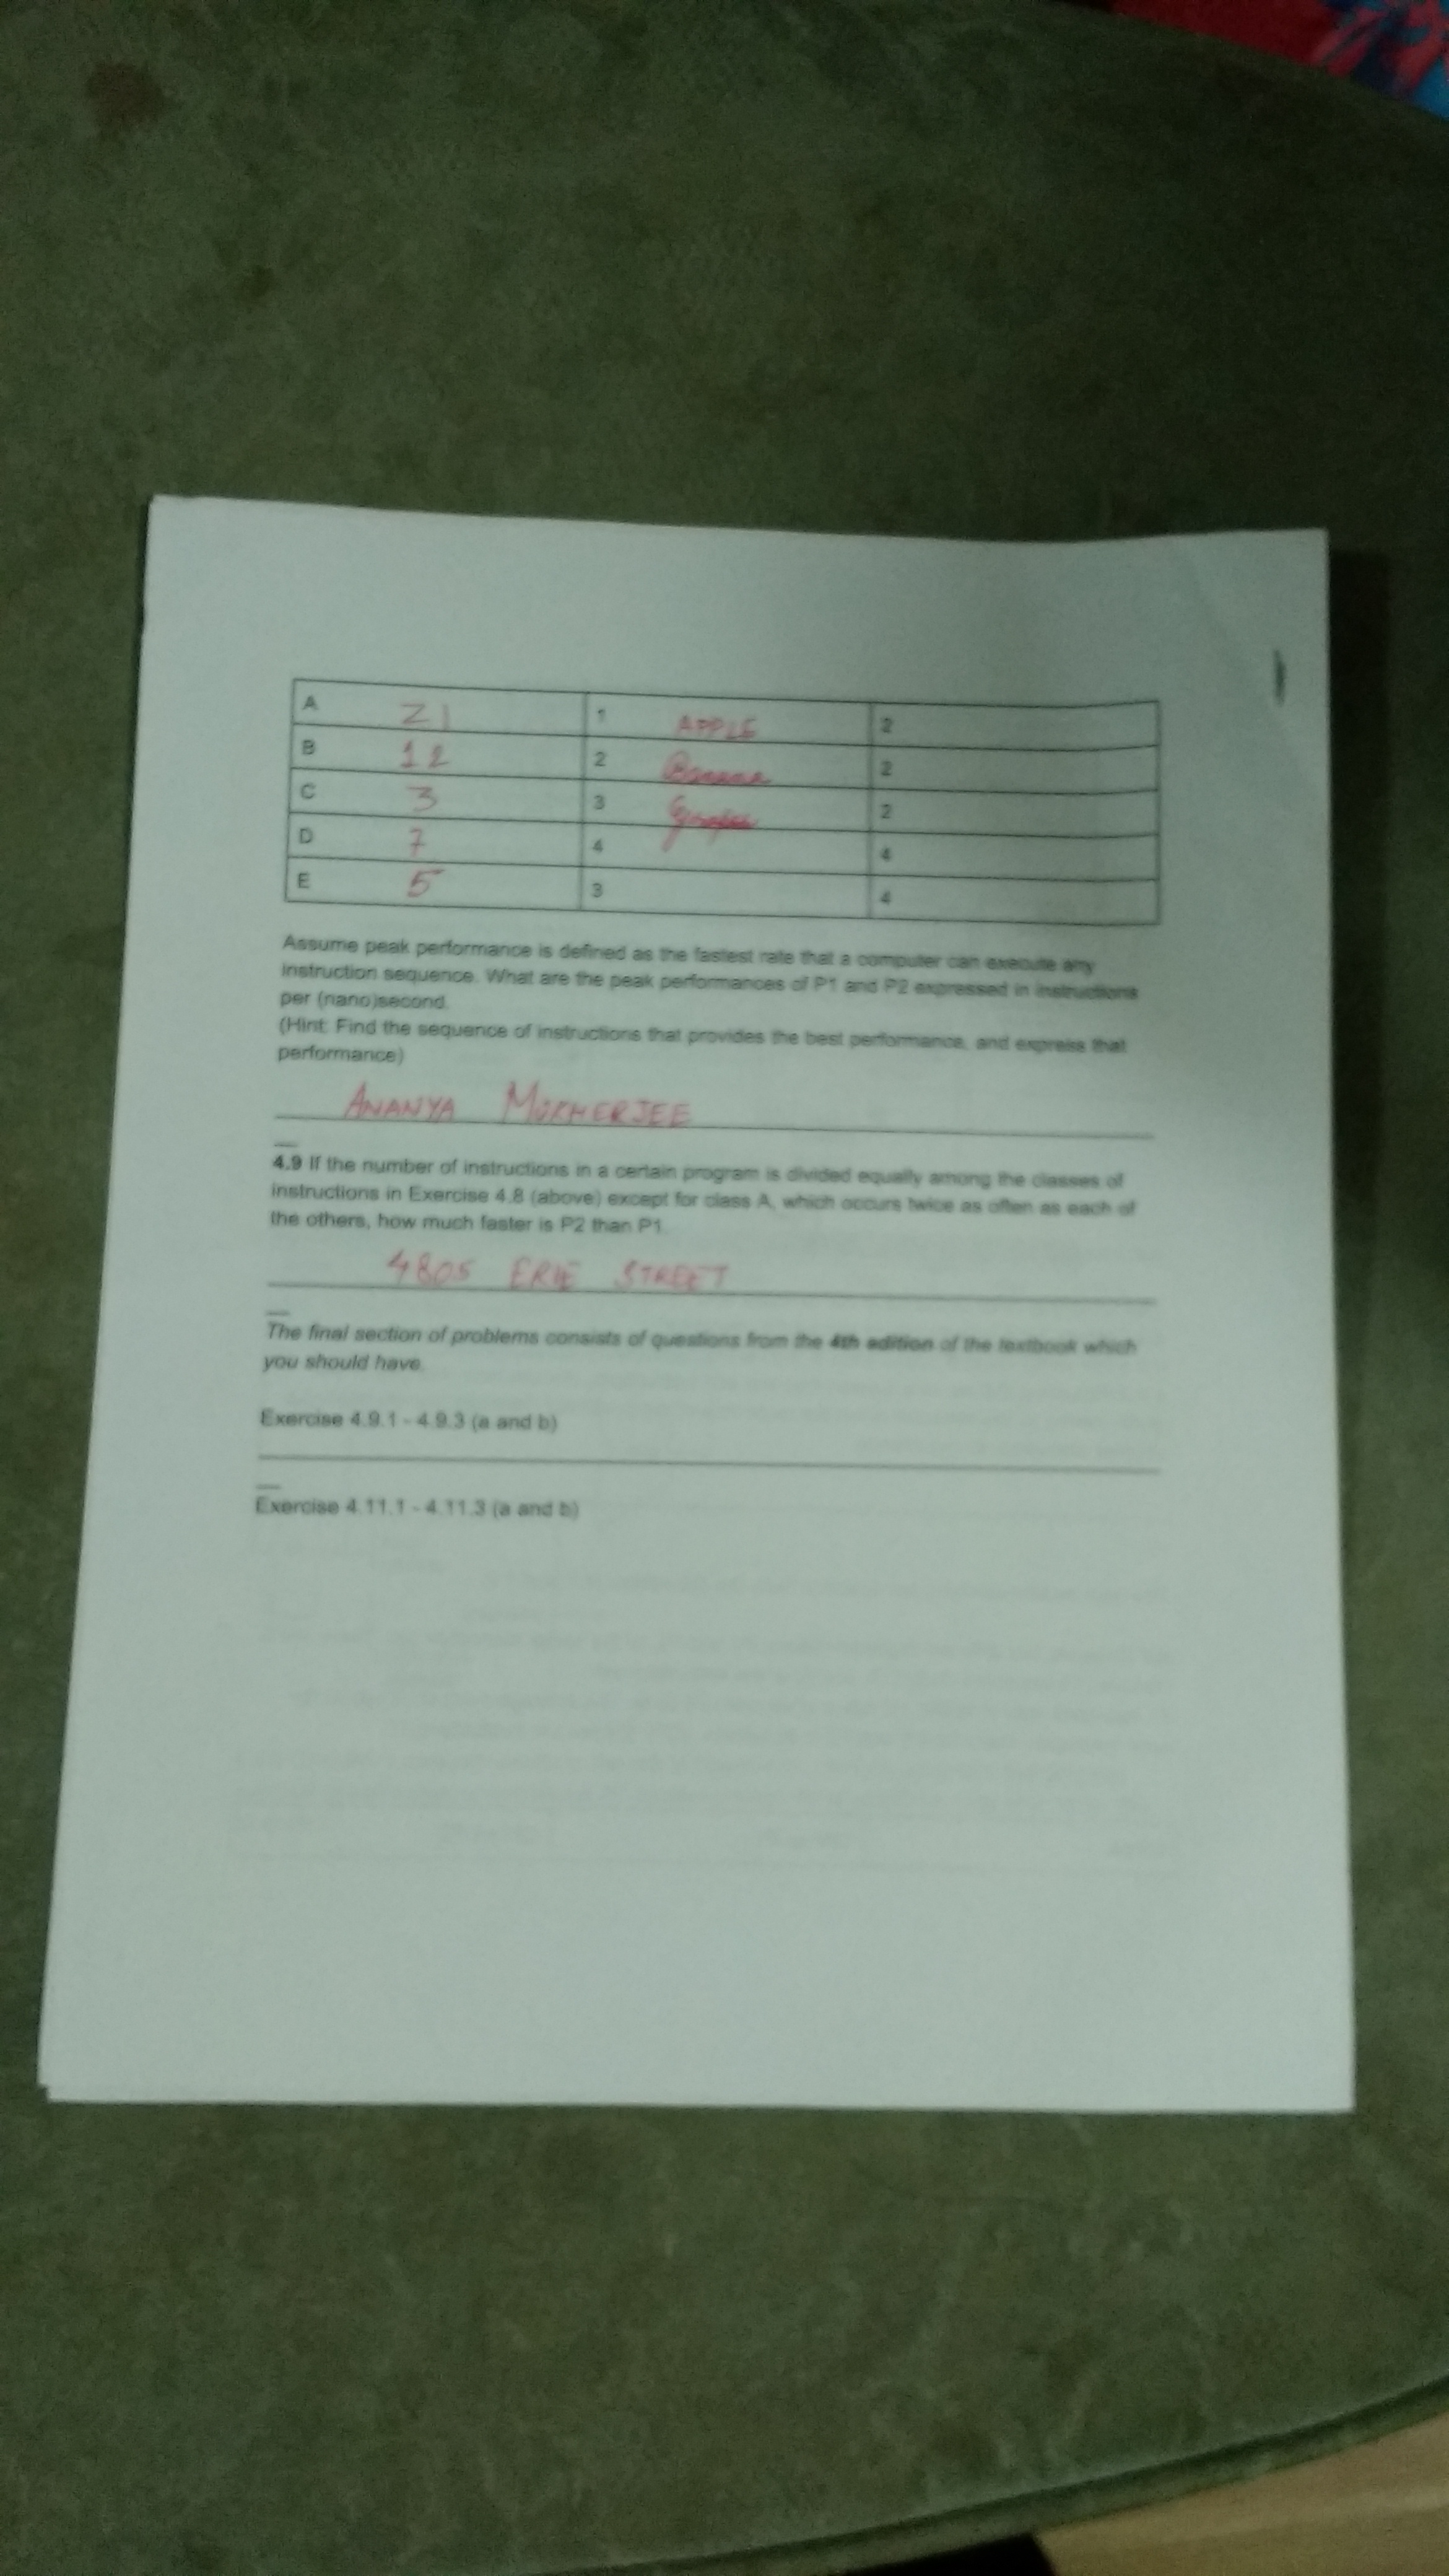 A 21 1 APPLE 2
B 12 2 Banana 2
C 3 3 Grapes 2
D 7 4 4
E 5 3 4
Assume peak performance is defined as the fastest rate that a computer can execute any
instruction sequence. What are the peak performances of P1 and P2 expressed in instructions
per (nano)second.
(Hint: Find the sequence of instructions that provides the best performance, and express that
performance)
ANANYA MUKHERJEE
4.9 If the number of instructions in a certain program is divided equally among the classes of
instructions in Exercise 4.8 (above) except for class A, which occurs twice as often as each of
the others, how much faster is P2 than P1.
4805 ERIE STREET
The final section of problems consists of questions from the 4th edition of the textbook which
you should have.
Exercise 4.9.1 - 4.9.3 (a and b)
Exercise 4.11.1 - 4.11.3 (a and b)